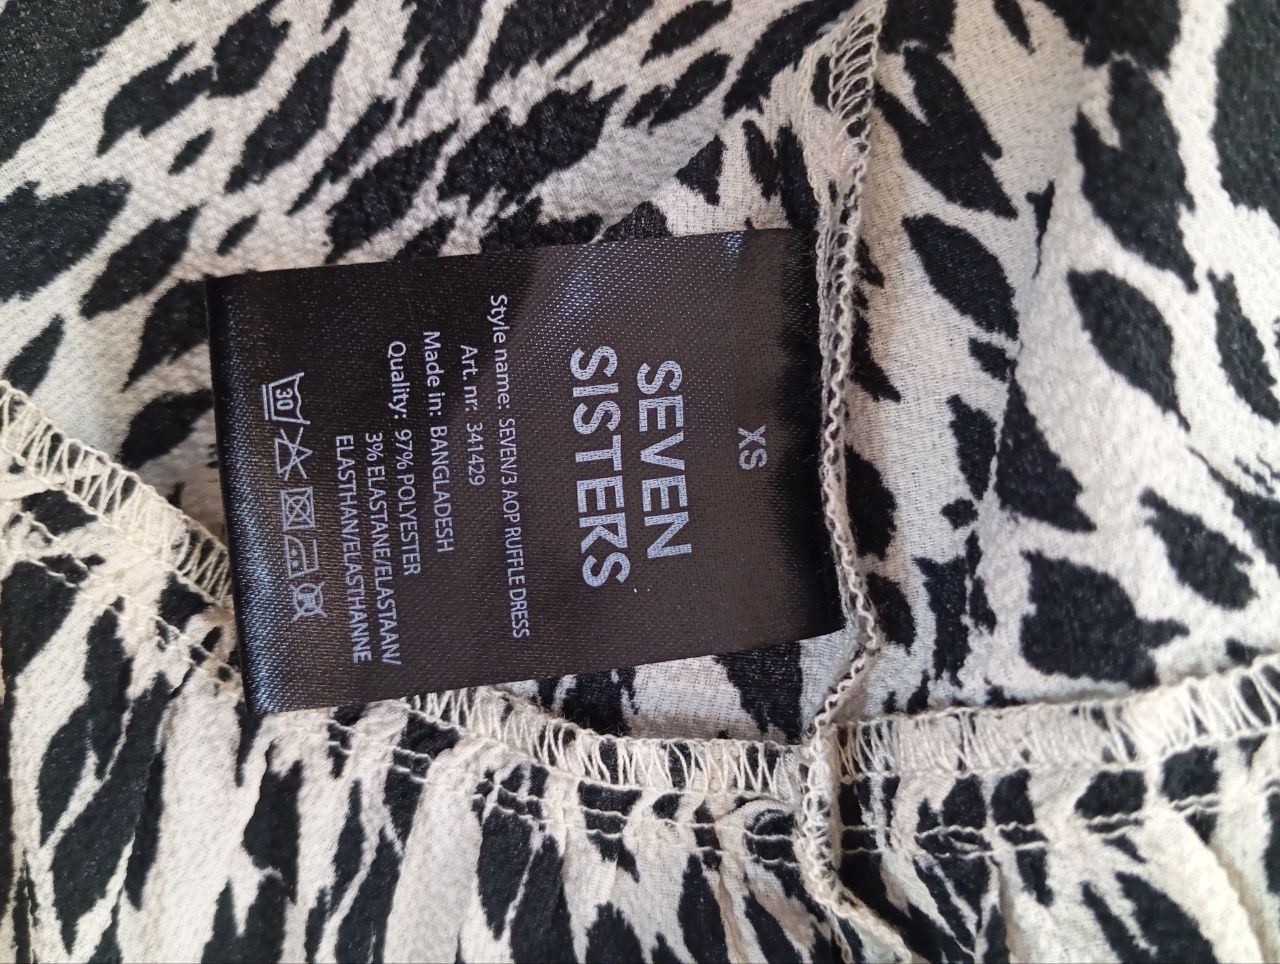 XS
SEVEN
SISTERS
Style name: SEVEN/3 AOP RUFFLE DRESS
Art. nr: 341429
Made in: BANGLADESH
Quality: 97% POLYESTER
3% ELASTANE/ELASTAAN/
ELASTHAN/ELASTHANNE
30